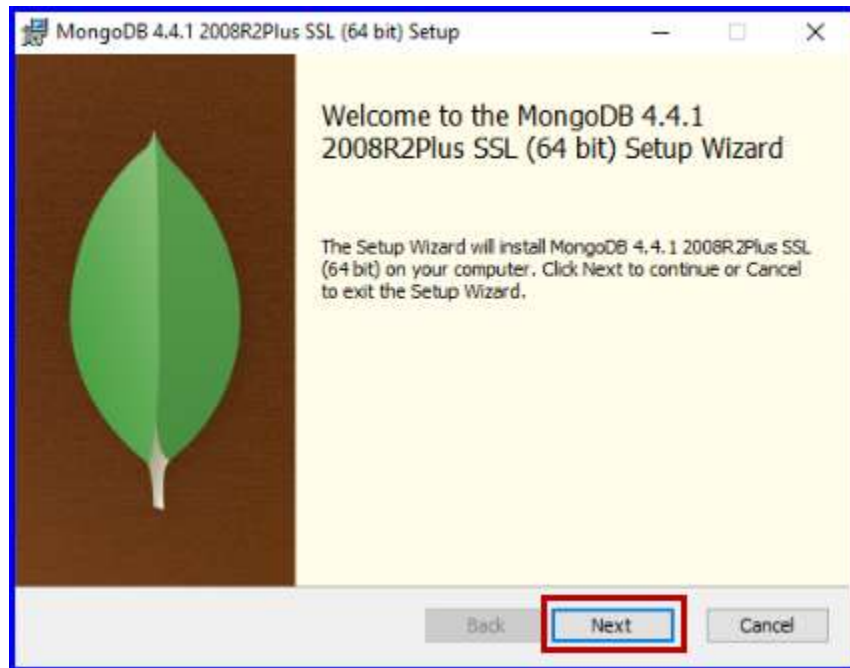 MongoDB 4.4.1 2008R2Plus SSL (64 bit) Setup
Welcome to the MongoDB 4.4.1
2008R2Plus SSL (64 bit) Setup Wizard
The Setup Wizard will install MongoDB 4.4.1 2008R2Plus SSL
(64 bit) on your computer. Click Next to continue or Cancel
to exit the Setup Wizard.
Back Next Cancel